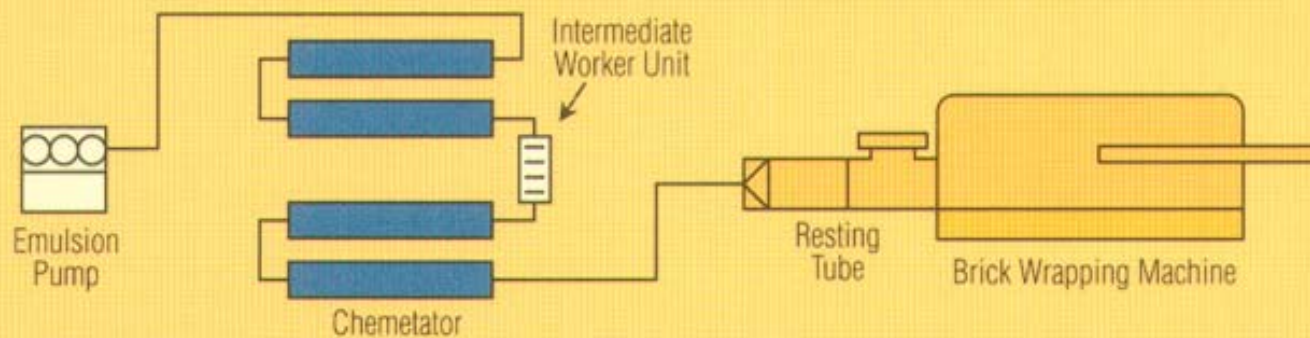 Intermediate
Worker Unit
Emulsion
Pump
Chemetator
Resting
Tube
Brick Wrapping Machine